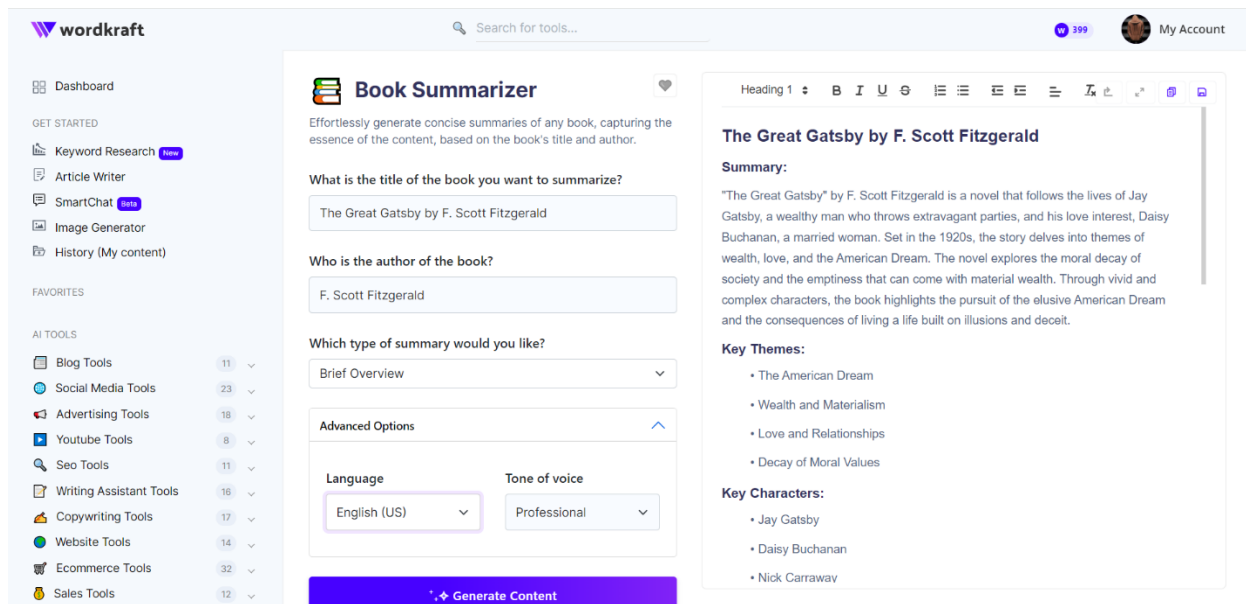 wordkraft
Search for tools...
W 399
My Account
Dashboard
GET STARTED
Keyword Research New
Article Writer
SmartChat Beta
Image Generator
History (My content)
FAVORITES
AI TOOLS
Blog Tools 11
Social Media Tools 23
Advertising Tools 18
Youtube Tools 8
Seo Tools 11
Writing Assistant Tools 16
Copywriting Tools 17
Website Tools 14
Ecommerce Tools 32
Sales Tools 12
Book Summarizer
Effortlessly generate concise summaries of any book, capturing the
essence of the content, based on the book's title and author.
What is the title of the book you want to summarize?
The Great Gatsby by F. Scott Fitzgerald
Who is the author of the book?
F. Scott Fitzgerald
Which type of summary would you like?
Brief Overview
Advanced Options
Language
Tone of voice
English (US)
Professional
Generate Content
Heading 1 B I U S
The Great Gatsby by F. Scott Fitzgerald
Summary:
"The Great Gatsby" by F. Scott Fitzgerald is a novel that follows the lives of Jay
Gatsby, a wealthy man who throws extravagant parties, and his love interest, Daisy
Buchanan, a married woman. Set in the 1920s, the story delves into themes of
wealth, love, and the American Dream. The novel explores the moral decay of
society and the emptiness that can come with material wealth. Through vivid and
complex characters, the book highlights the pursuit of the elusive American Dream
and the consequences of living a life built on illusions and deceit.
Key Themes:
• The American Dream
• Wealth and Materialism
• Love and Relationships
• Decay of Moral Values
Key Characters:
• Jay Gatsby
• Daisy Buchanan
• Nick Carraway